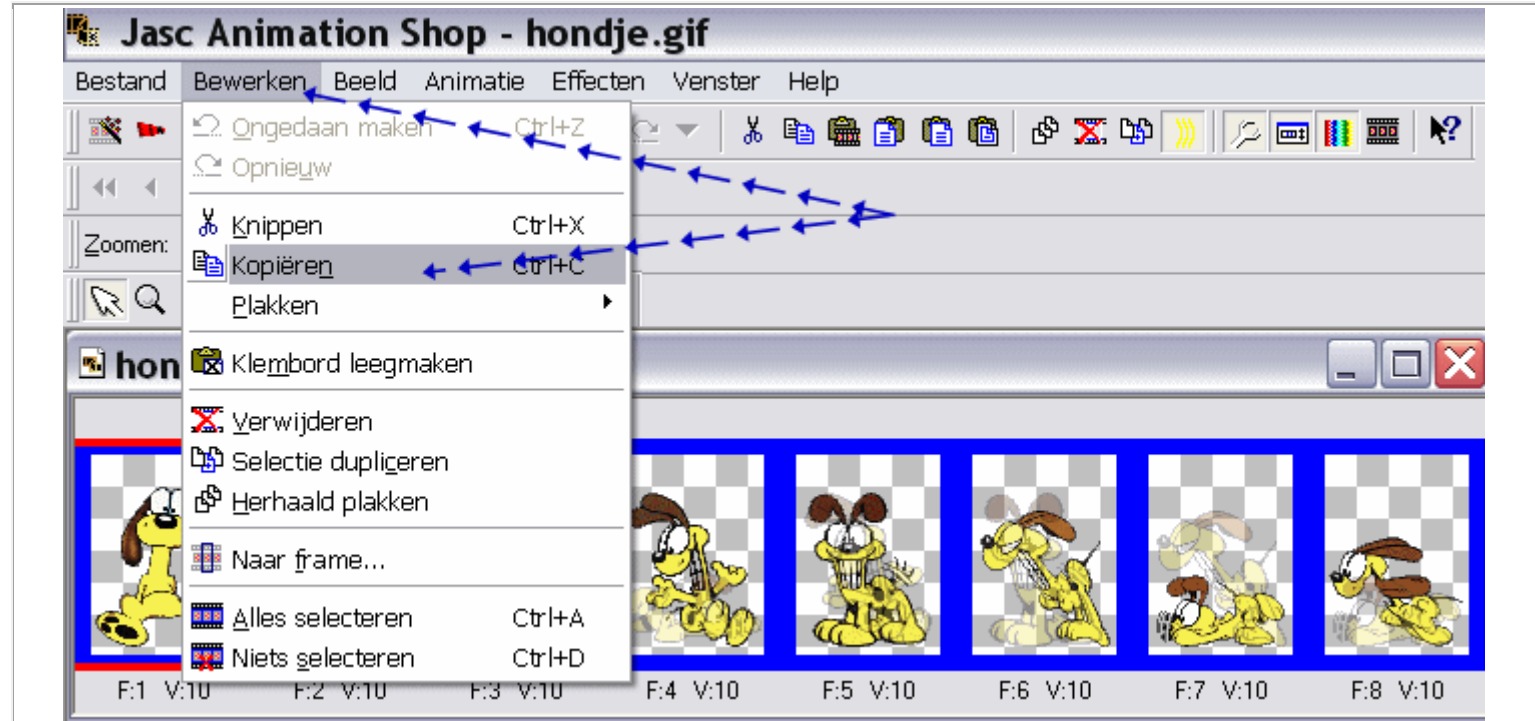 Jasc Animation Shop - hondje.gif
Bestand Bewerken Beeld Animatie Effecten Venster Help
Ongedaan maken Ctrl+Z
Opnieuw
Knippen Ctrl+X
Zoomen:
Kopiëren Ctrl+C
Plakken
hon
Klembord leegmaken
Verwijderen
Selectie dupliceren
Herhaald plakken
Naar frame...
Alles selecteren Ctrl+A
Niets selecteren Ctrl+D
F:1 V:10 F:2 V:10 F:3 V:10 F:4 V:10 F:5 V:10 F:6 V:10 F:7 V:10 F:8 V:10